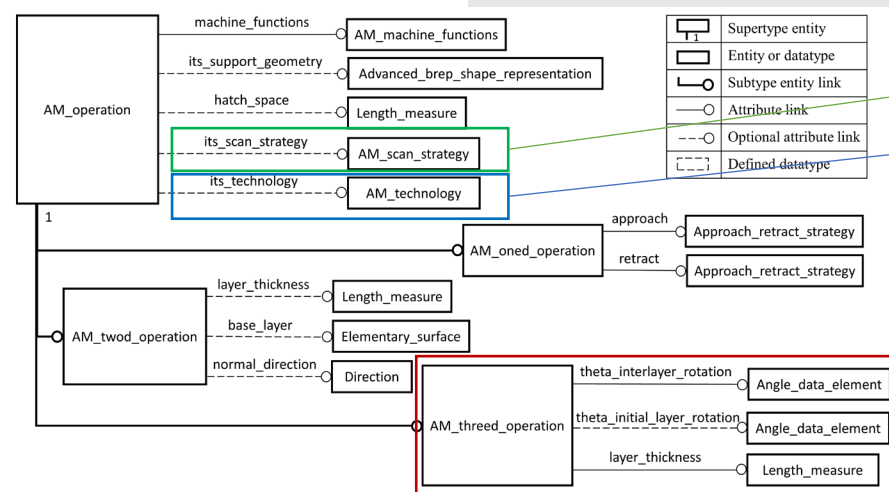 machine_functions
AM_machine_functions
its_support_geometry
Advanced_brep_shape_representation
AM_operation
hatch_space
Length_measure
its_scan_strategy
AM_scan_strategy
its_technology
AM_technology
1
Supertype entity
1
Entity or datatype
Subtype entity link
Attribute link
Optional attribute link
Defined datatype
approach
Approach_retract_strategy
AM_oned_operation
retract
Approach_retract_strategy
layer_thickness
Length_measure
AM_twod_operation
base_layer
Elementary_surface
normal_direction
Direction
theta_interlayer_rotation
Angle_data_element
AM_threed_operation
theta_initial_layer_rotation
Angle_data_element
layer_thickness
Length_measure